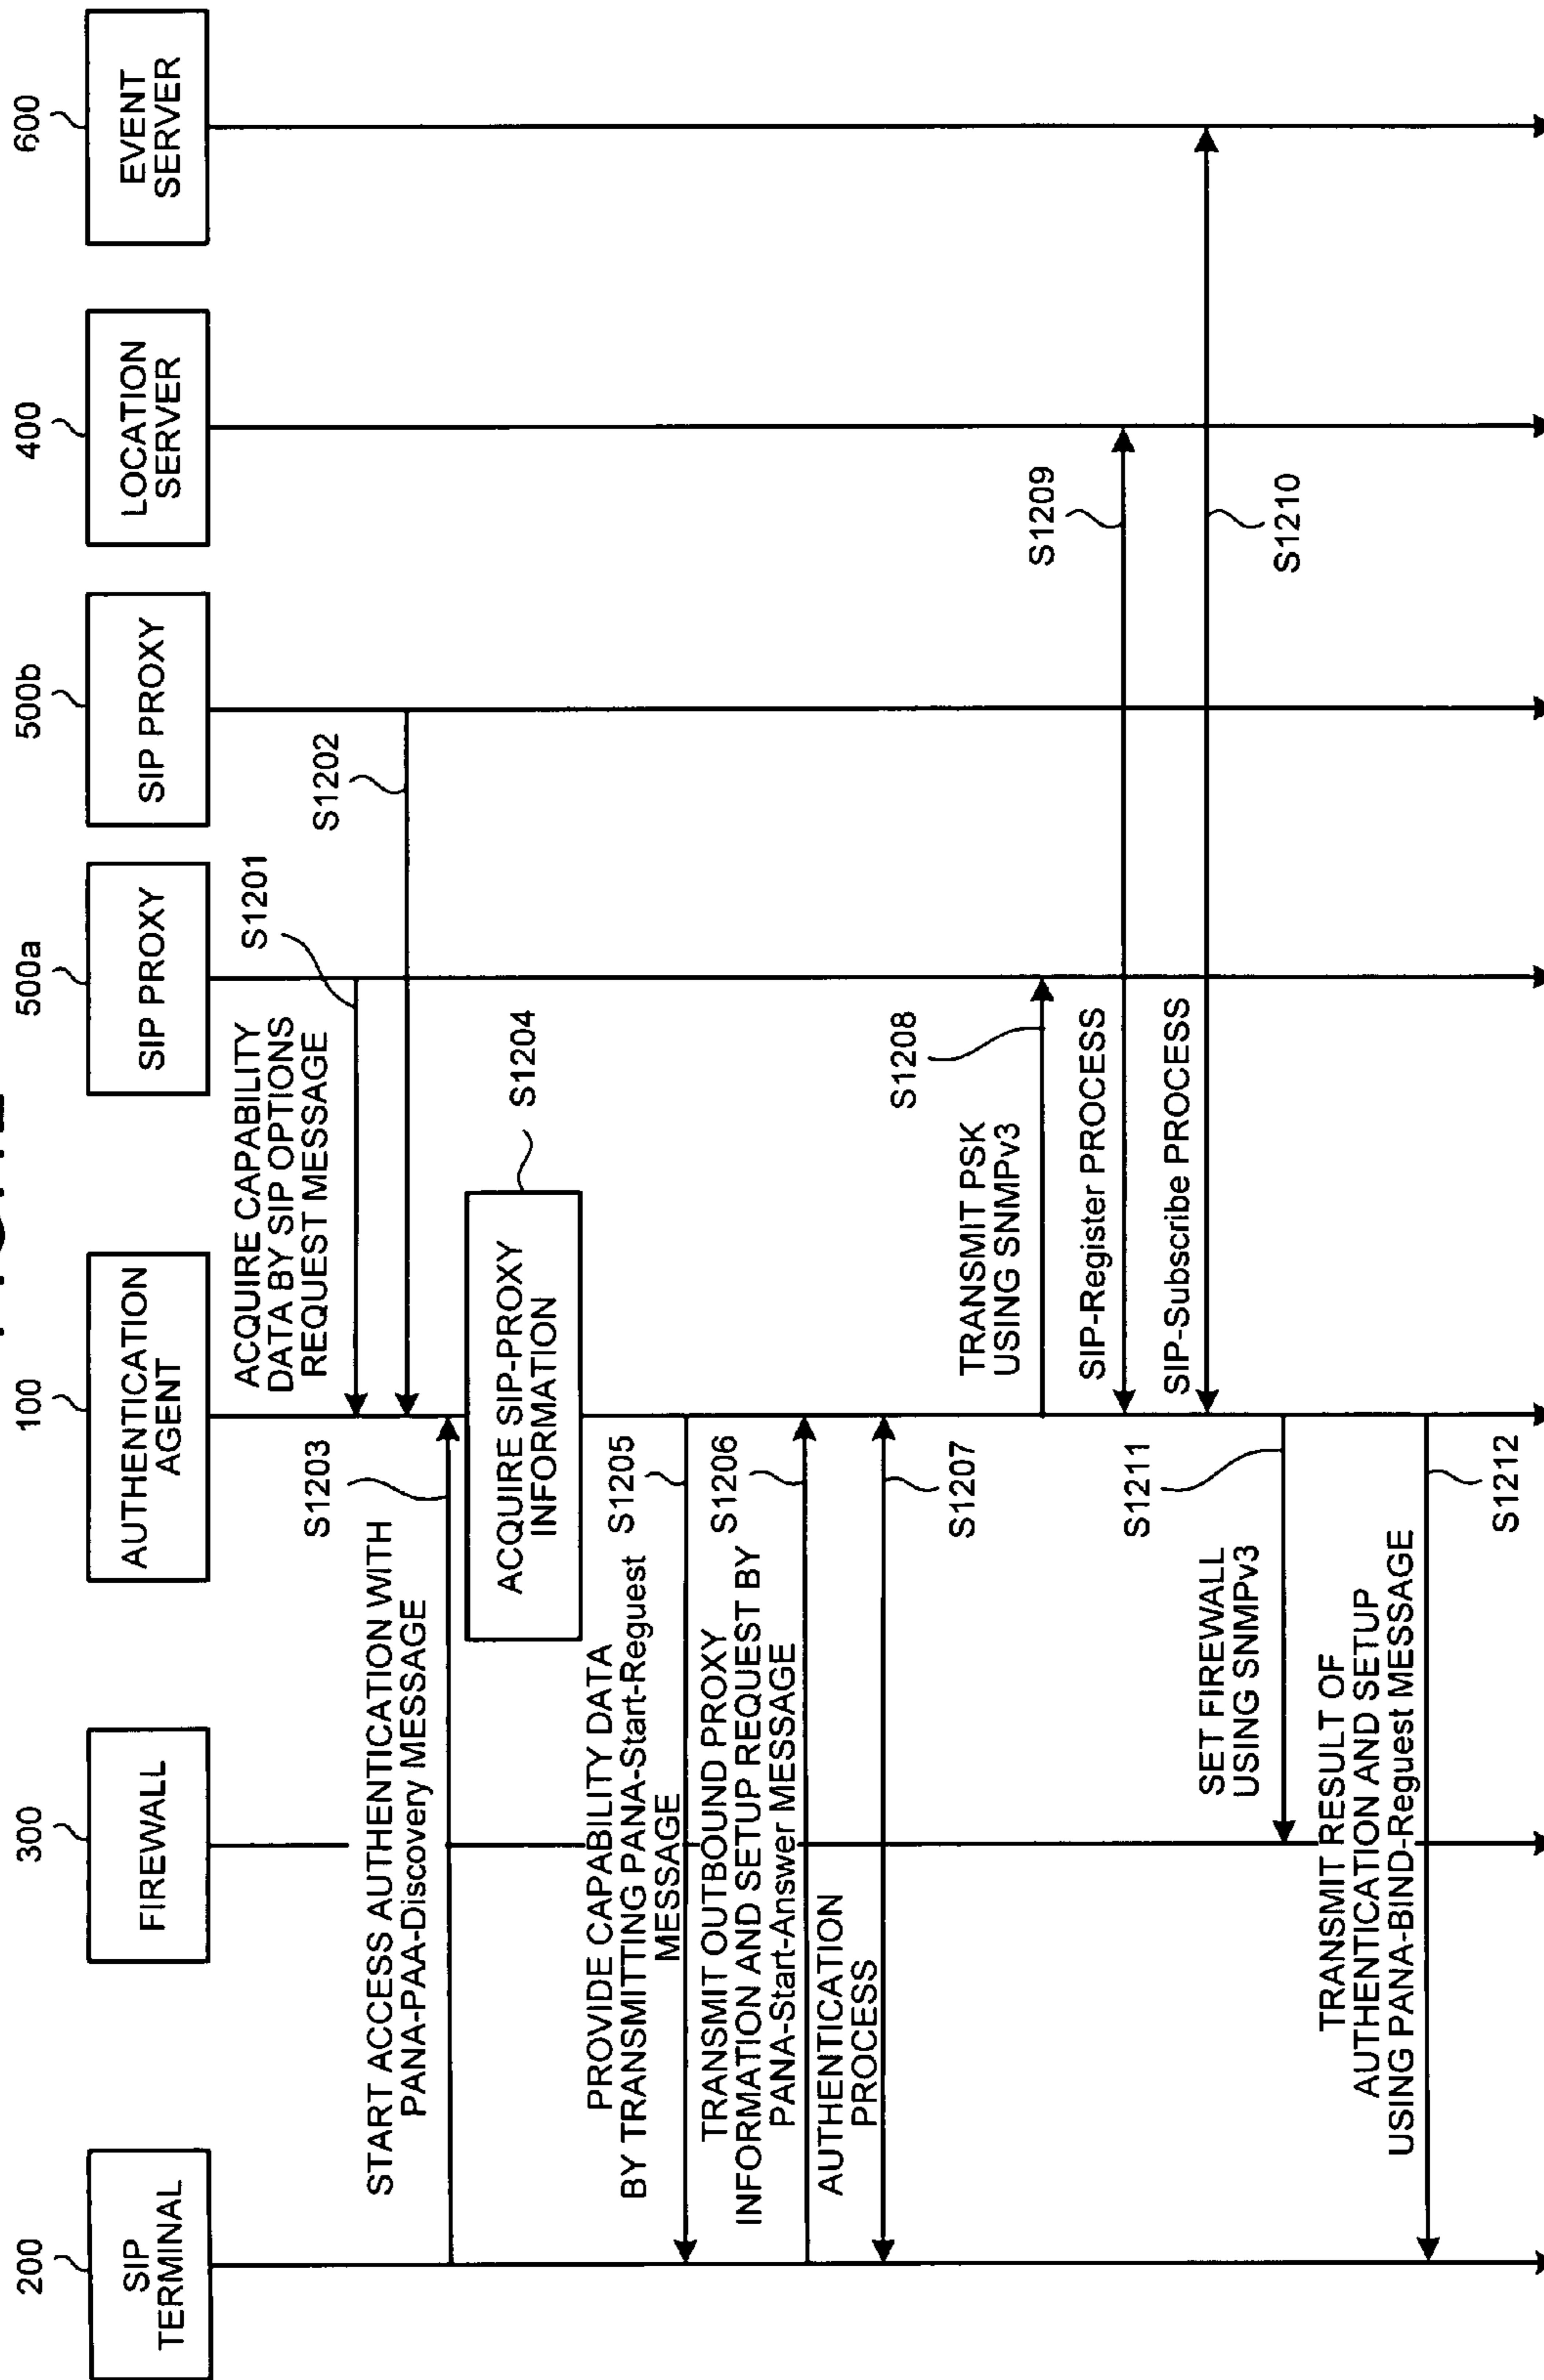 200
SIP
TERMINAL
300
FIREWALL
100
AUTHENTICATION
AGENT
500a
SIP PROXY
500b
SIP PROXY
400
LOCATION
SERVER
600
EVENT
SERVER
ACQUIRE CAPABILITY
DATA BY SIP OPTIONS
REQUEST MESSAGE
S1201
S1202
START ACCESS AUTHENTICATION WITH
PANA-PAA-Discovery MESSAGE
S1203
ACQUIRE SIP-PROXY
INFORMATION
S1204
PROVIDE CAPABILITY DATA
BY TRANSMITTING PANA-Start-Reguest
MESSAGE
S1205
TRANSMIT OUTBOUND PROXY
INFORMATION AND SETUP REQUEST BY
PANA-Start-Answer MESSAGE
S1206
AUTHENTICATION
PROCESS
S1207
TRANSMIT PSK
USING SNMPv3
S1208
SIP-Register PROCESS
S1209
SIP-Subscribe PROCESS
S1210
SET FIREWALL
USING SNMPv3
S1211
TRANSMIT RESULT OF
AUTHENTICATION AND SETUP
USING PANA-BIND-Reguest MESSAGE
S1212